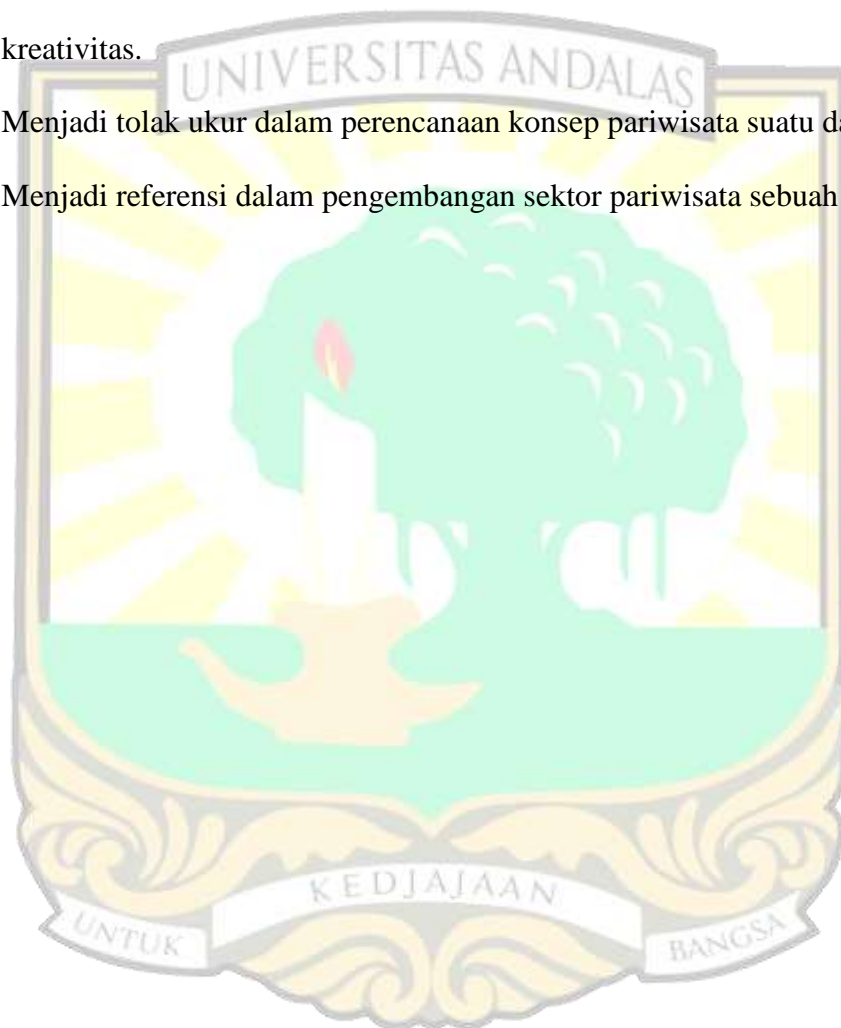 kreativitas.
UNIVERSITAS ANDALAS
Menjadi tolak ukur dalam perencanaan konsep pariwisata suatu
Menjadi referensi dalam pengembangan sektor pariwisata sebuah
KEDJAJAAN
UNTUK
BANGSA